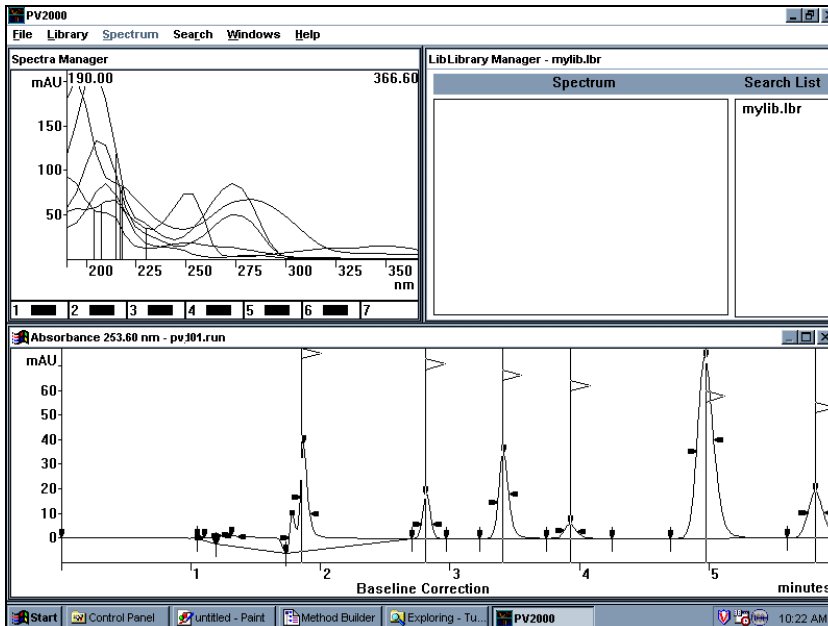 PV2000
File Library Spectrum Search Windows Help
Spectra Manager
mAU 190.00 366.60
150
100
50
200 225 250 275 300 325 350
nm
1 2 3 4 5 6 7
LibLibrary Manager - mylib.lbr
Spectrum Search List
mylib.lbr
Absorbance 253.60 nm - pvt01.run
mAU
60
50
40
30
20
10
0
1 2 3 4 5
Baseline Correction minutes
Start Control Panel untitled - Paint Method Builder Exploring - Tu... PV2000 10:22 AM